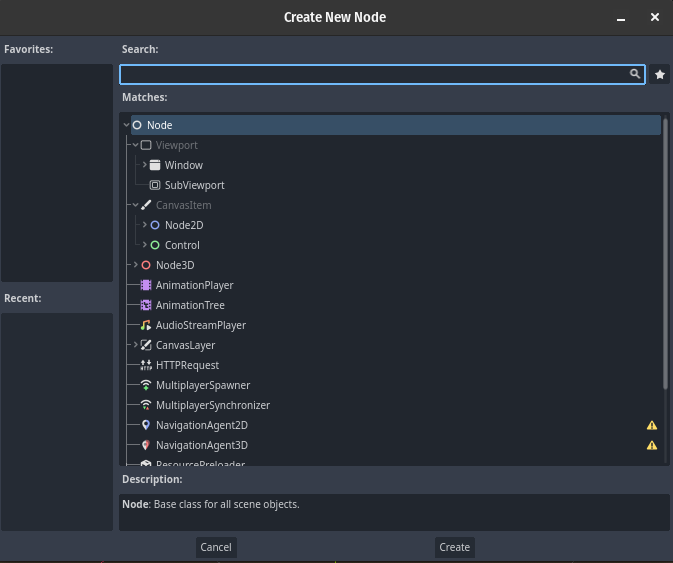 Create New Node
Favorites:
Search:
Matches:
Node
Viewport
Window
SubViewport
CanvasItem
Node2D
Control
Node3D
AnimationPlayer
AnimationTree
AudioStreamPlayer
CanvasLayer
HTTPRequest
MultiplayerSpawner
MultiplayerSynchronizer
NavigationAgent2D
NavigationAgent3D
ResourcePreloader
Recent:
Description:
Node: Base class for all scene objects.
Cancel
Create